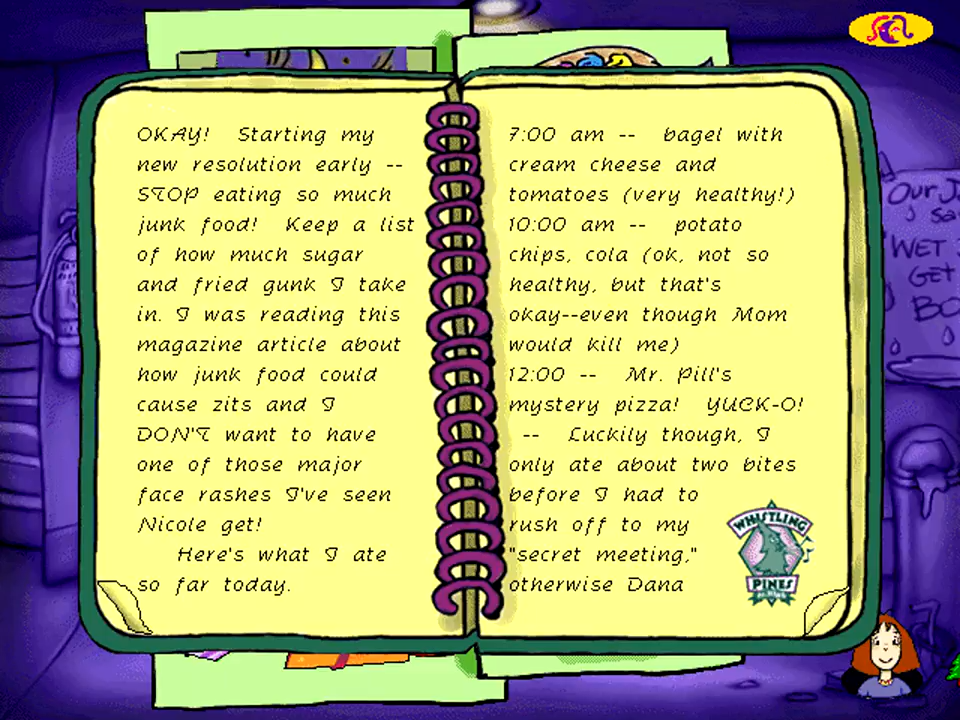 OKAY! Starting my
new resolution early --
STOP eating so much
junk food! Keep a list
of how much sugar
and fried gunk I take
in. I was reading this
magazine article about
how junk food could
cause zits and I
DON'T want to have
one of those major
face rashes I've seen
Nicole get!
Here's what I ate
so far today.
7:00 am -- bagel with
cream cheese and
tomatoes (very healthy!)
10:00 am -- potato
chips, cola (ok, not so
healthy, but that's
okay--even though Mom
would kill me)
12:00 -- Mr. Pill's
mystery pizza! YUCK-O!
-- Luckily though, I
only ate about two bites
before I had to
rush off to my
"secret meeting,"
otherwise Dana
WHISTLING
PINES
Our
WET
GET